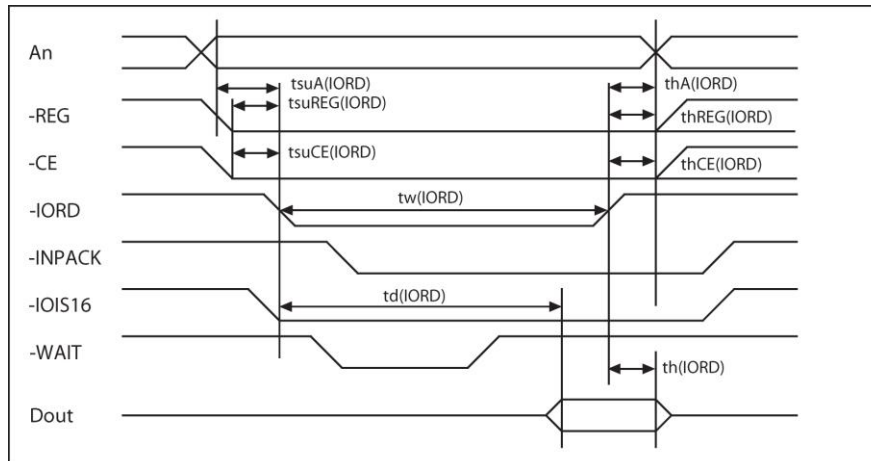 An
tsuA(IORD)
thA(IORD)
tsuREG(IORD)
-REG
thREG(IORD)
tsuCE(IORD)
-CE
thCE(IORD)
tw(IORD)
-IORD
-INPACK
td(IORD)
-IOIS16
-WAIT
th(IORD)
Dout